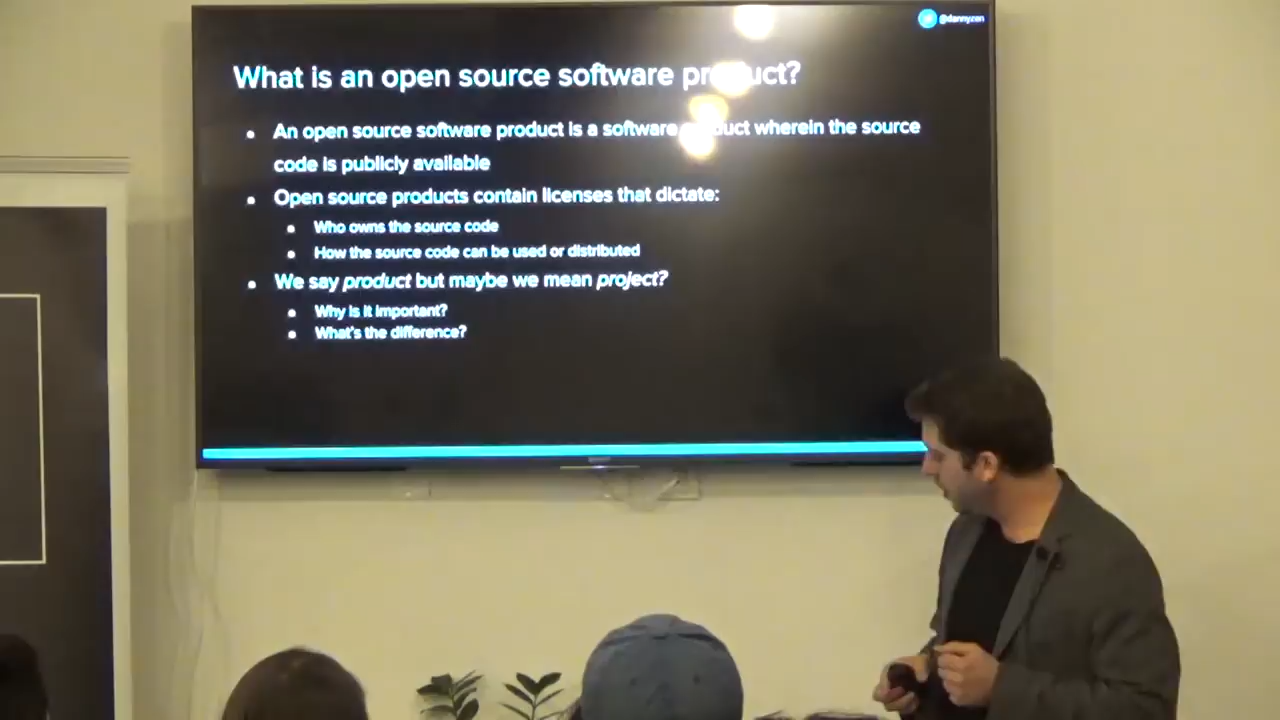 @dannyzen
What is an open source software product?
An open source software product is a software product wherein the source
code is publicly available
Open source products contain licenses that dictate:
Who owns the source code
How the source code can be used or distributed
We say product but maybe we mean project?
Why is it important?
What's the difference?